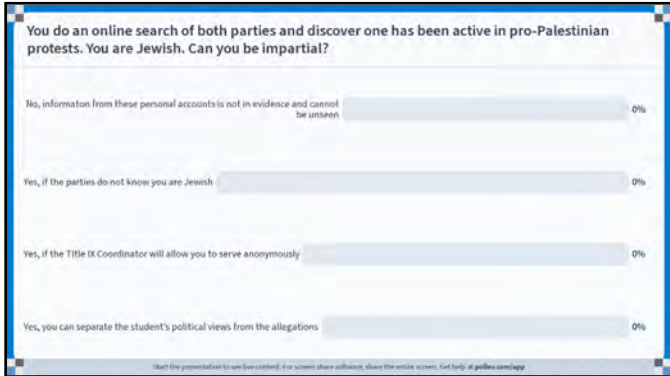 You do an online search of both parties and discover one has been active in pro-Palestinian
protests. You are Jewish. Can you be impartial?
No, informaton from these personal accounts is not in evidence and cannot
be unseen
0%
Yes, if the parties do not know you are Jewish
0%
Yes, if the Title IX Coordinator will allow you to serve anonymously
0%
Yes, you can separate the student's political views from the allegations
0%
Start the presentation to see live content. For screen share software, share the entire screen. Get help at pollev.com/app